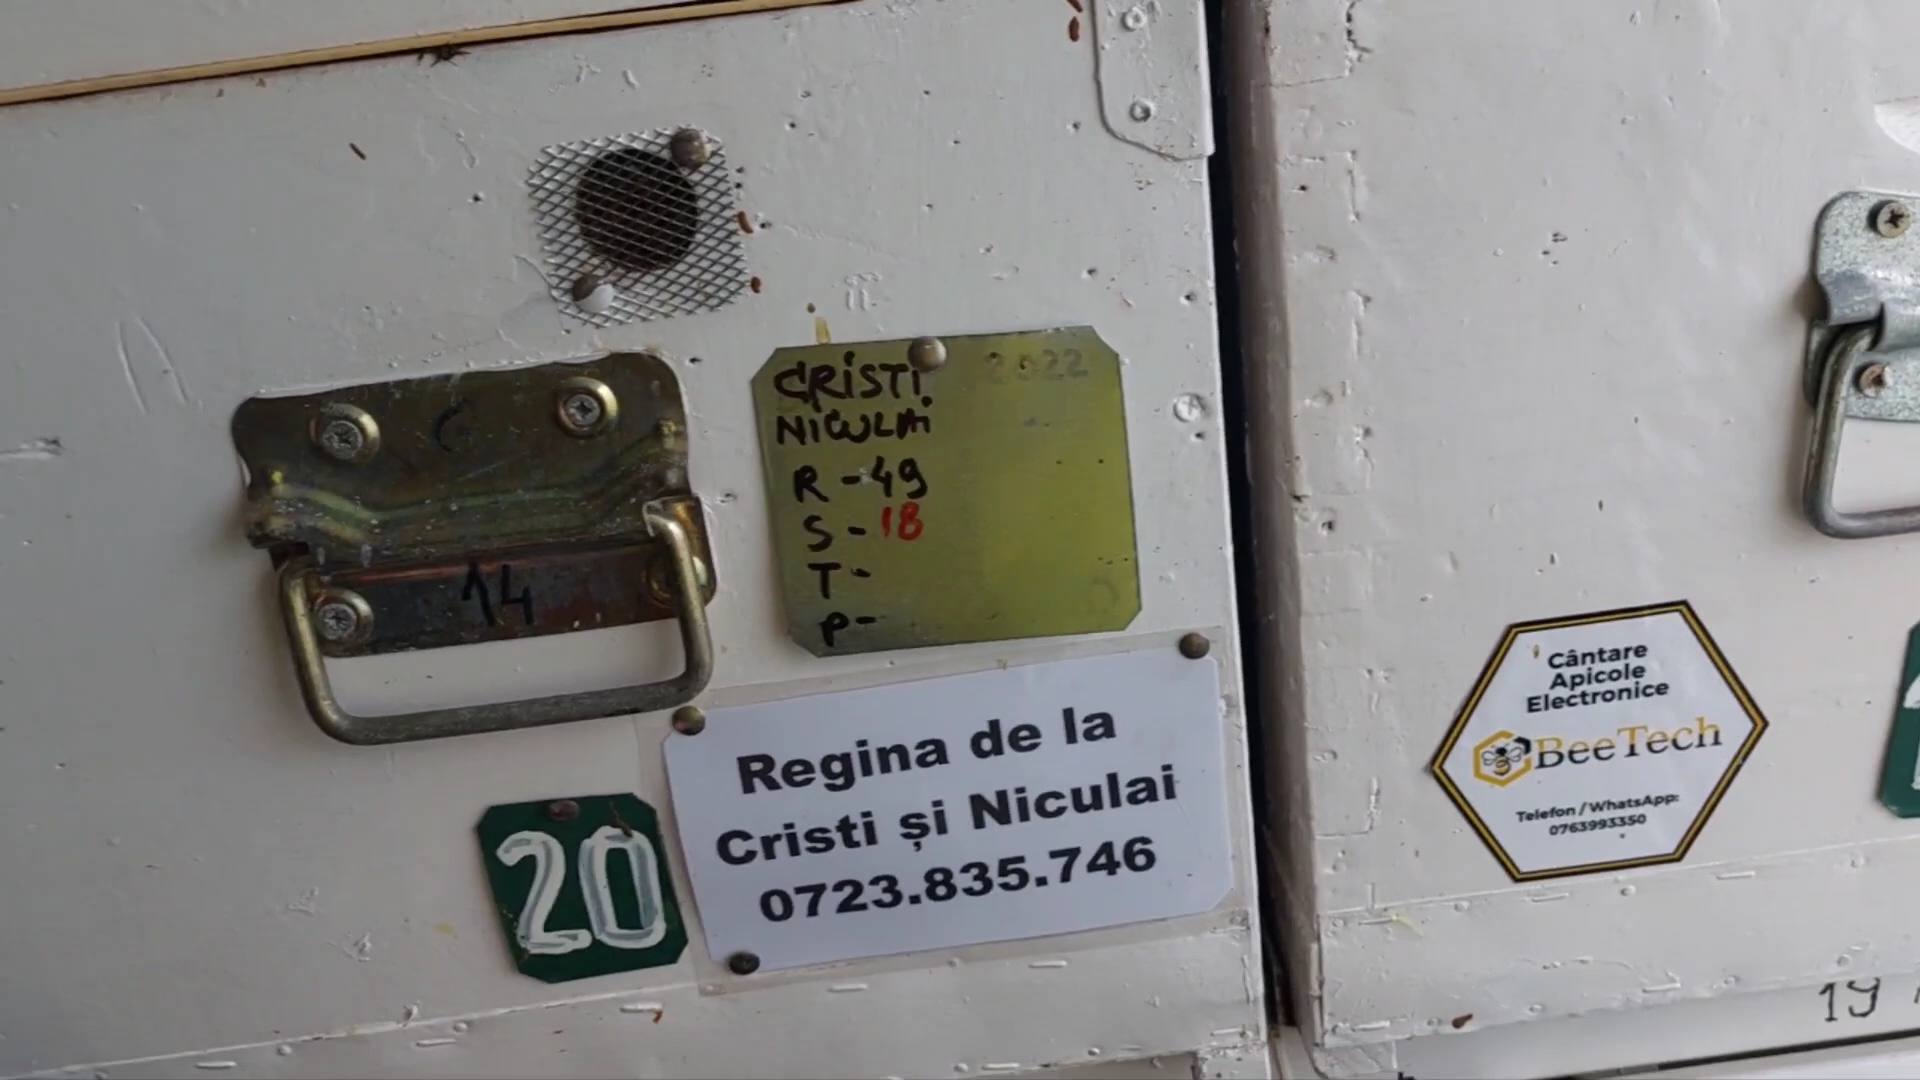 CRiSTi 2022
NiCULAi
R - 49
S - 18
T -
P -
14
Regina de la
Cristi și Niculai
0723.835.746
20
Cântare
Apicole
Electronice
BeeTech
Telefon / WhatsApp:
0763993350
19